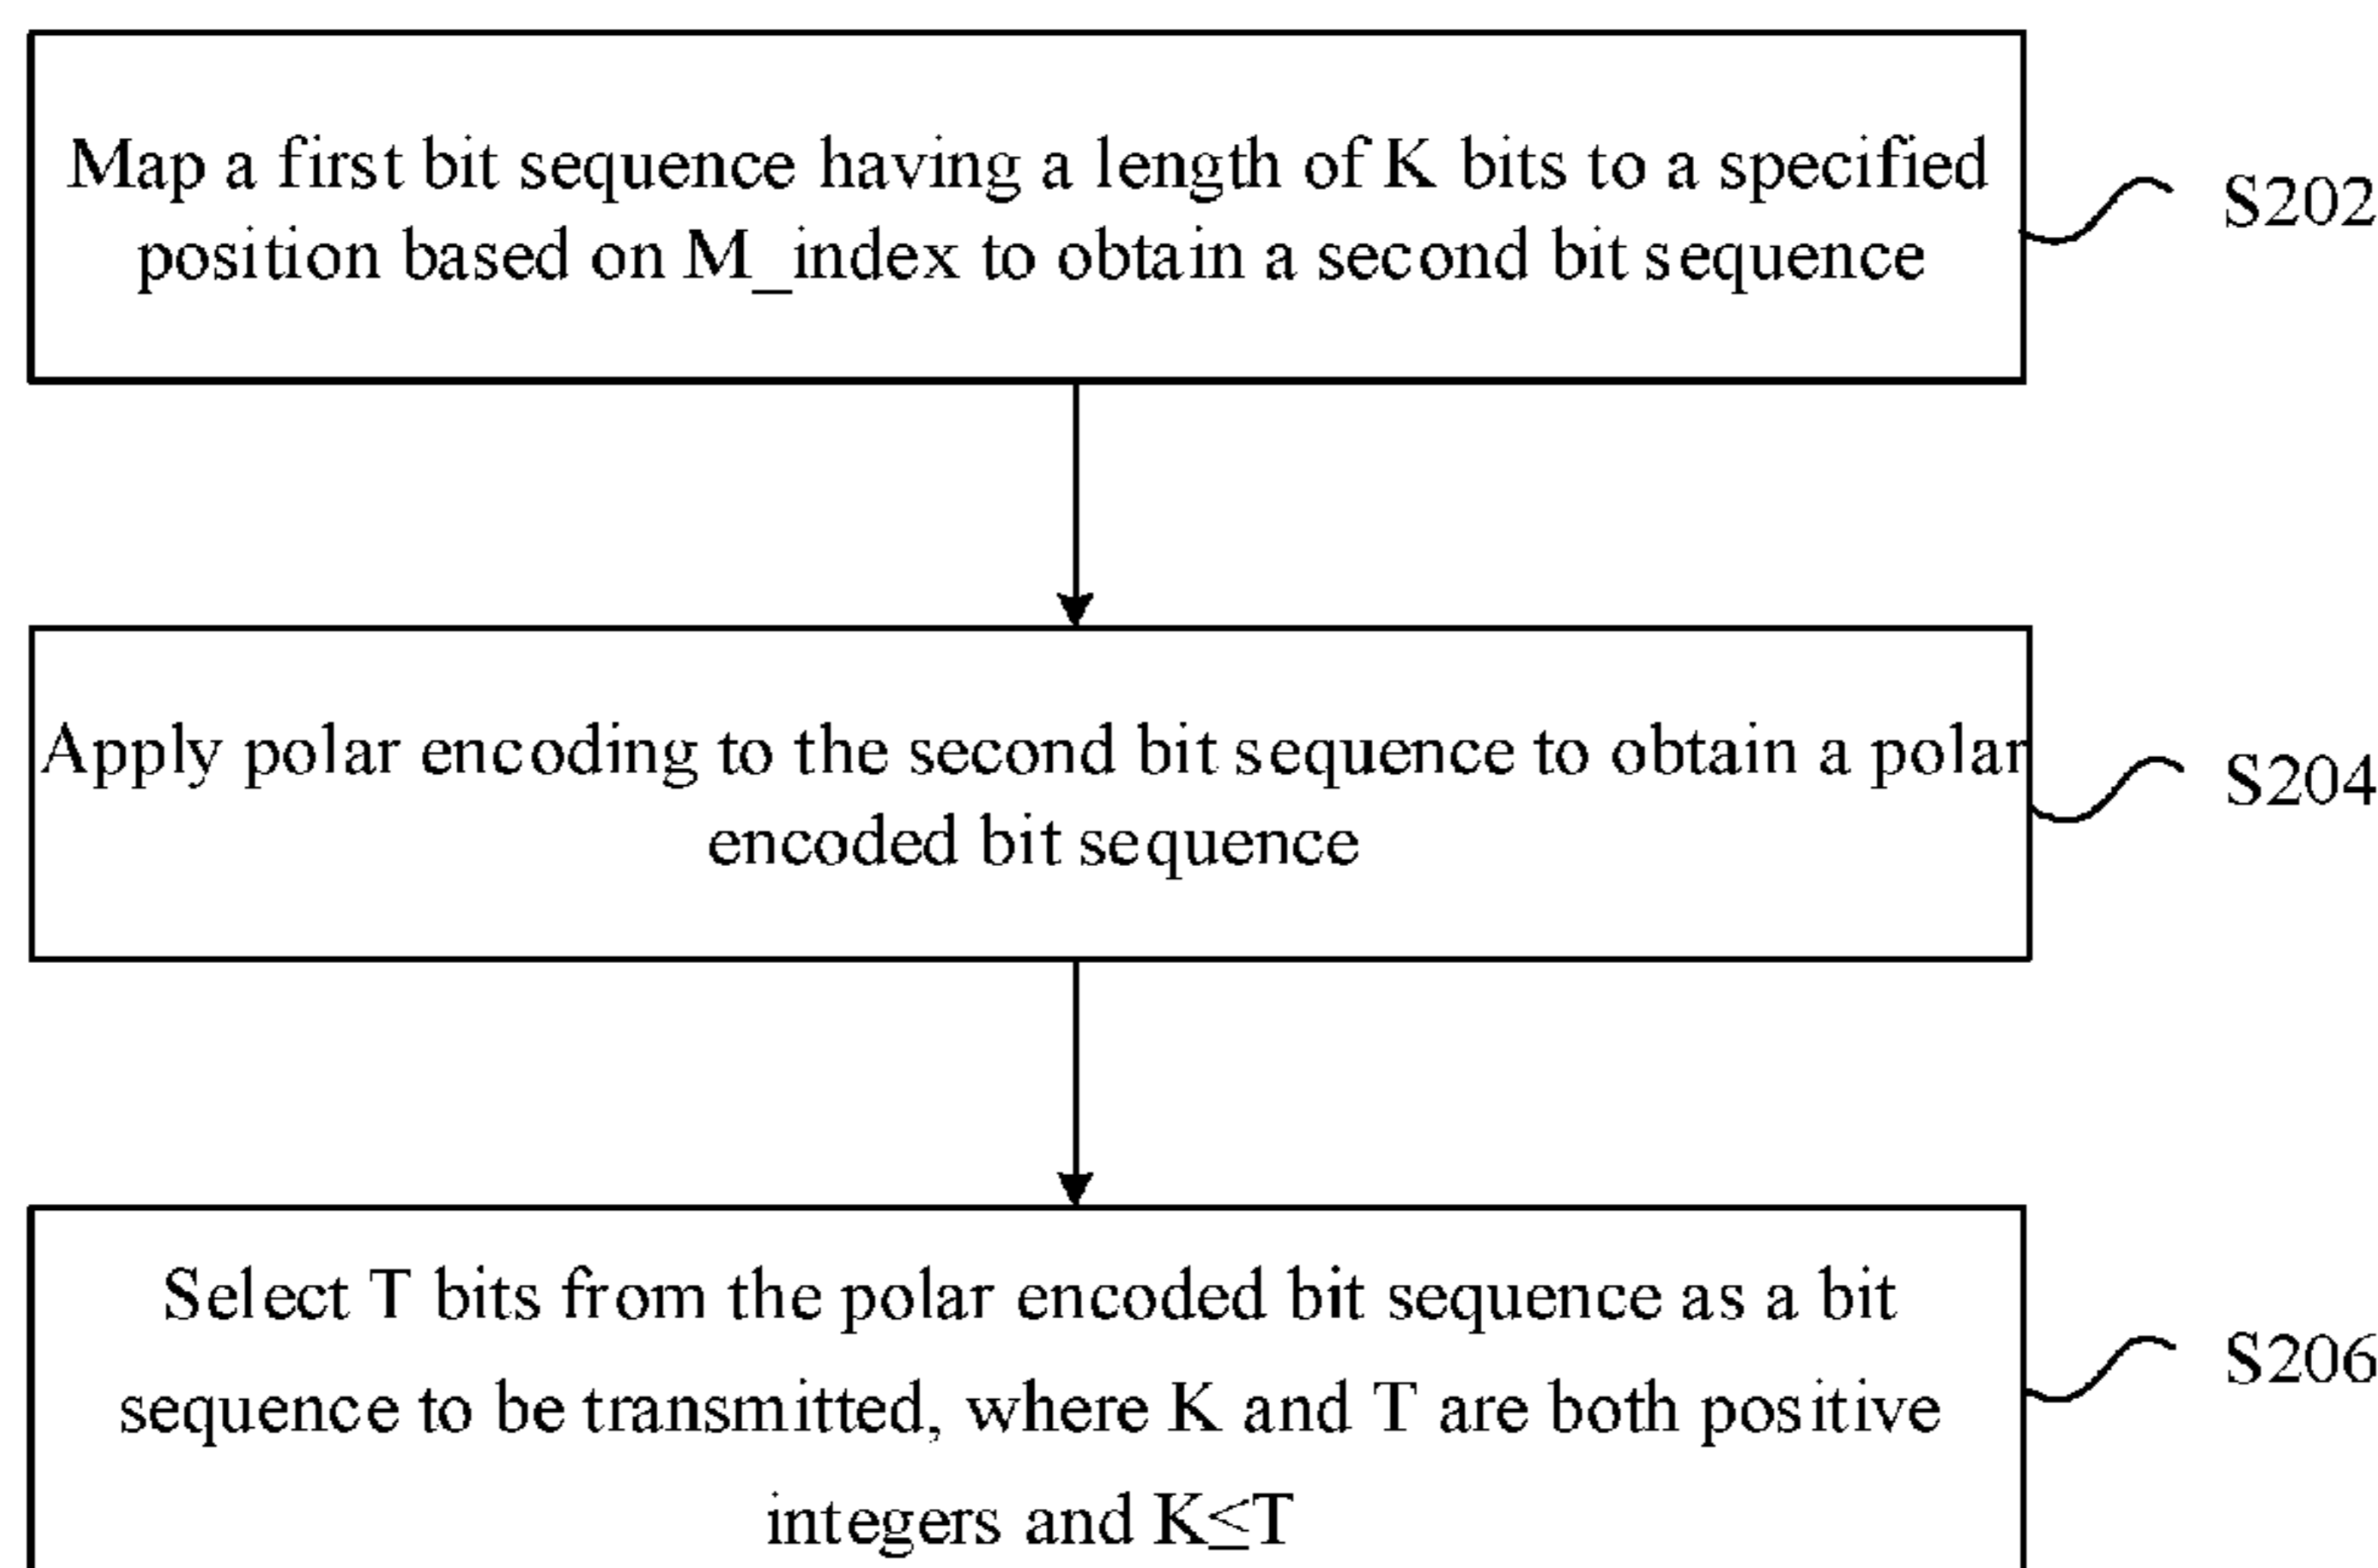 Map a first bit sequence having a length of K bits to a specified
position based on M_index to obtain a second bit sequence
S202
Apply polar encoding to the second bit sequence to obtain a polar
encoded bit sequence
S204
Select T bits from the polar encoded bit sequence as a bit
sequence to be transmitted, where K and T are both positive
integers and K≤T
S206